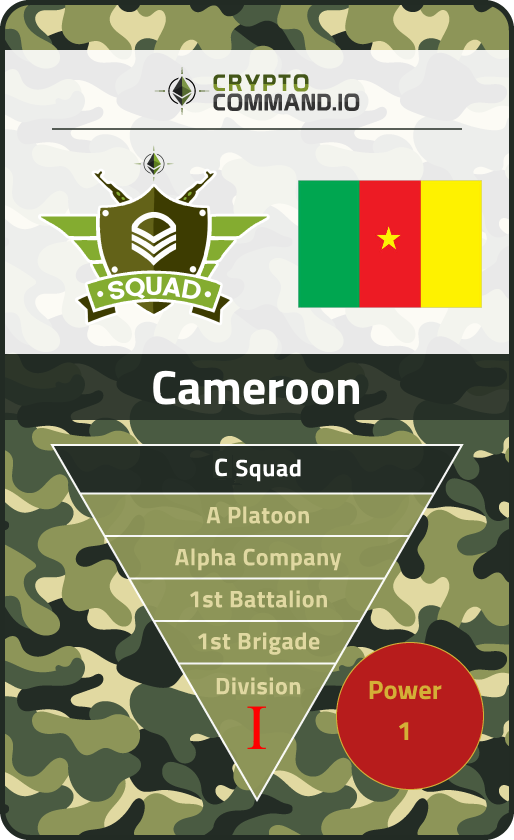 CRYPTO
COMMAND.IO
SQUAD
Cameroon
C Squad
A Platoon
Alpha Company
1st Battalion
1st Brigade
Division
I
Power
1